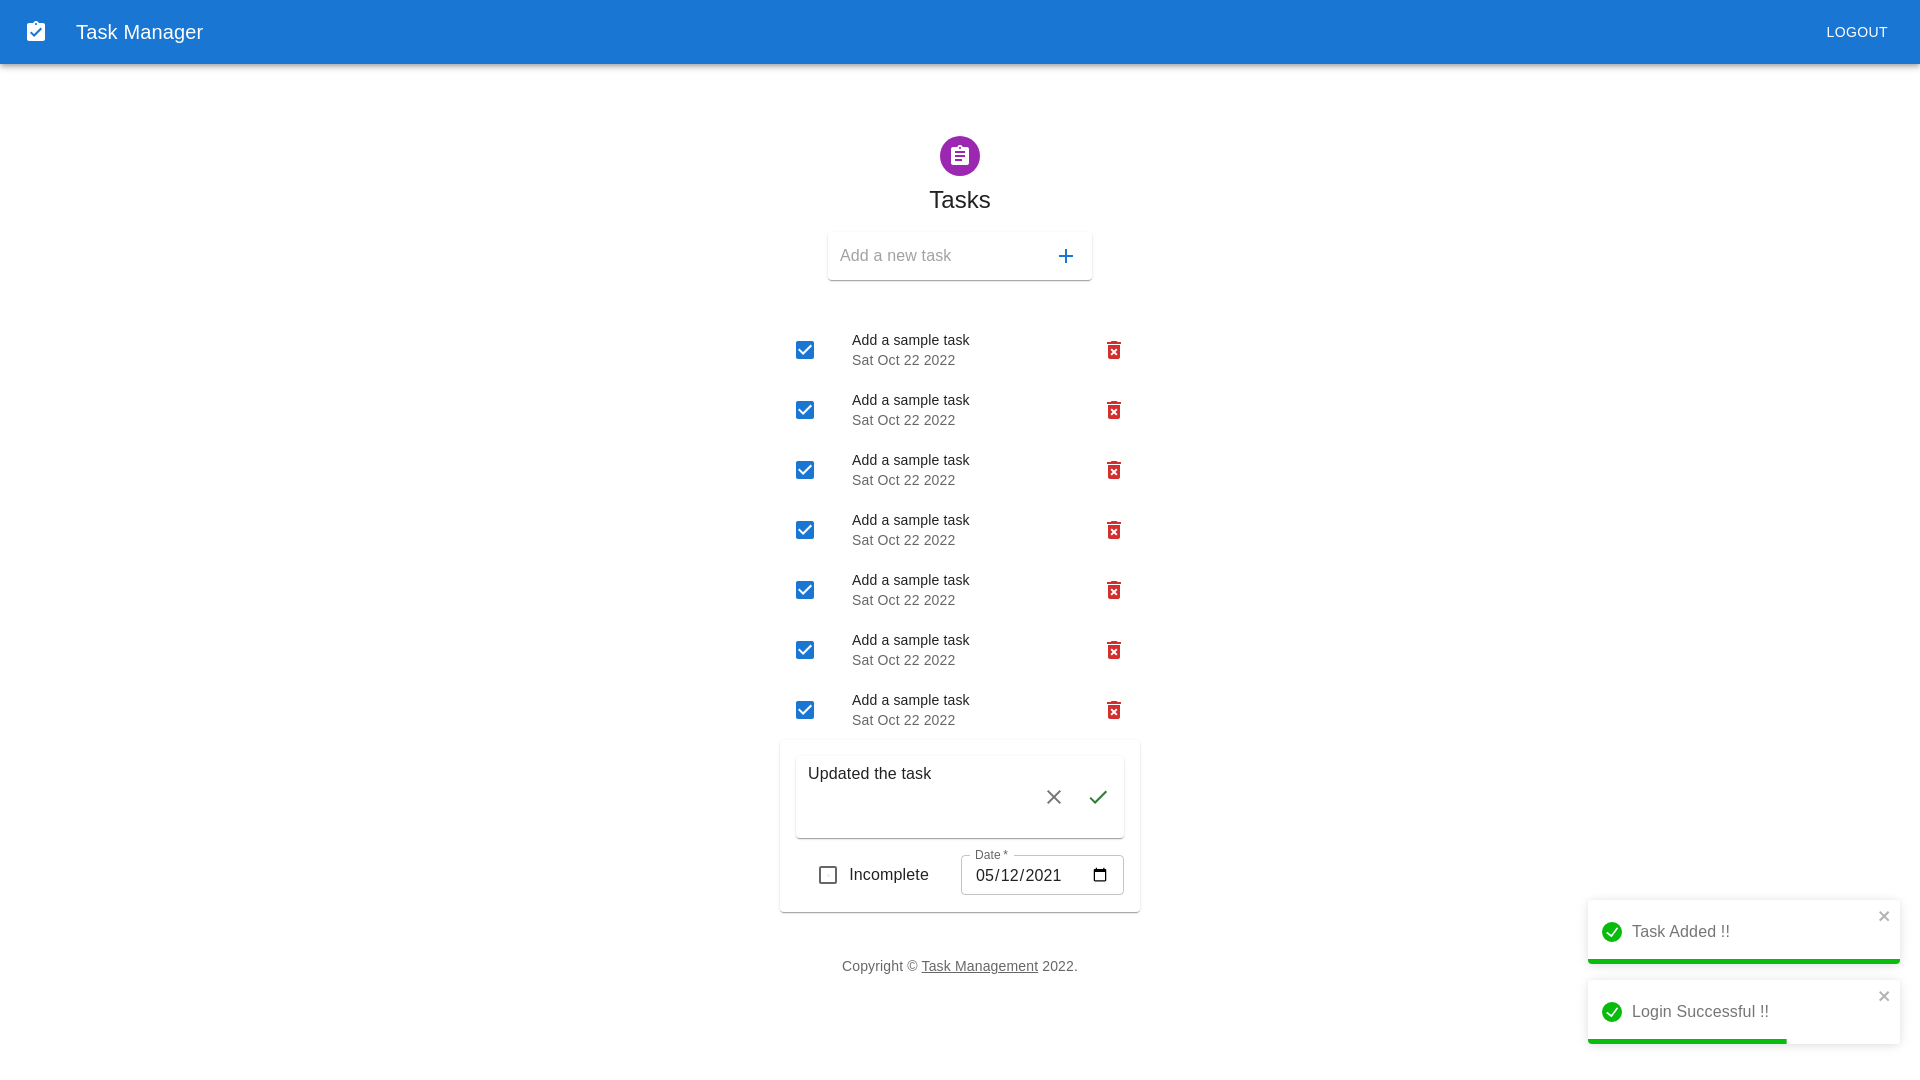 Task Manager
LOGOUT
Tasks
Add a new task
Add a sample task
Sat Oct 22 2022
Add a sample task
Sat Oct 22 2022
Add a sample task
Sat Oct 22 2022
Add a sample task
Sat Oct 22 2022
Add a sample task
Sat Oct 22 2022
Add a sample task
Sat Oct 22 2022
Add a sample task
Sat Oct 22 2022
Updated the task
Incomplete
Date *
05/12/2021
Task Added !!
Copyright © Task Management 2022.
Login Successful !!